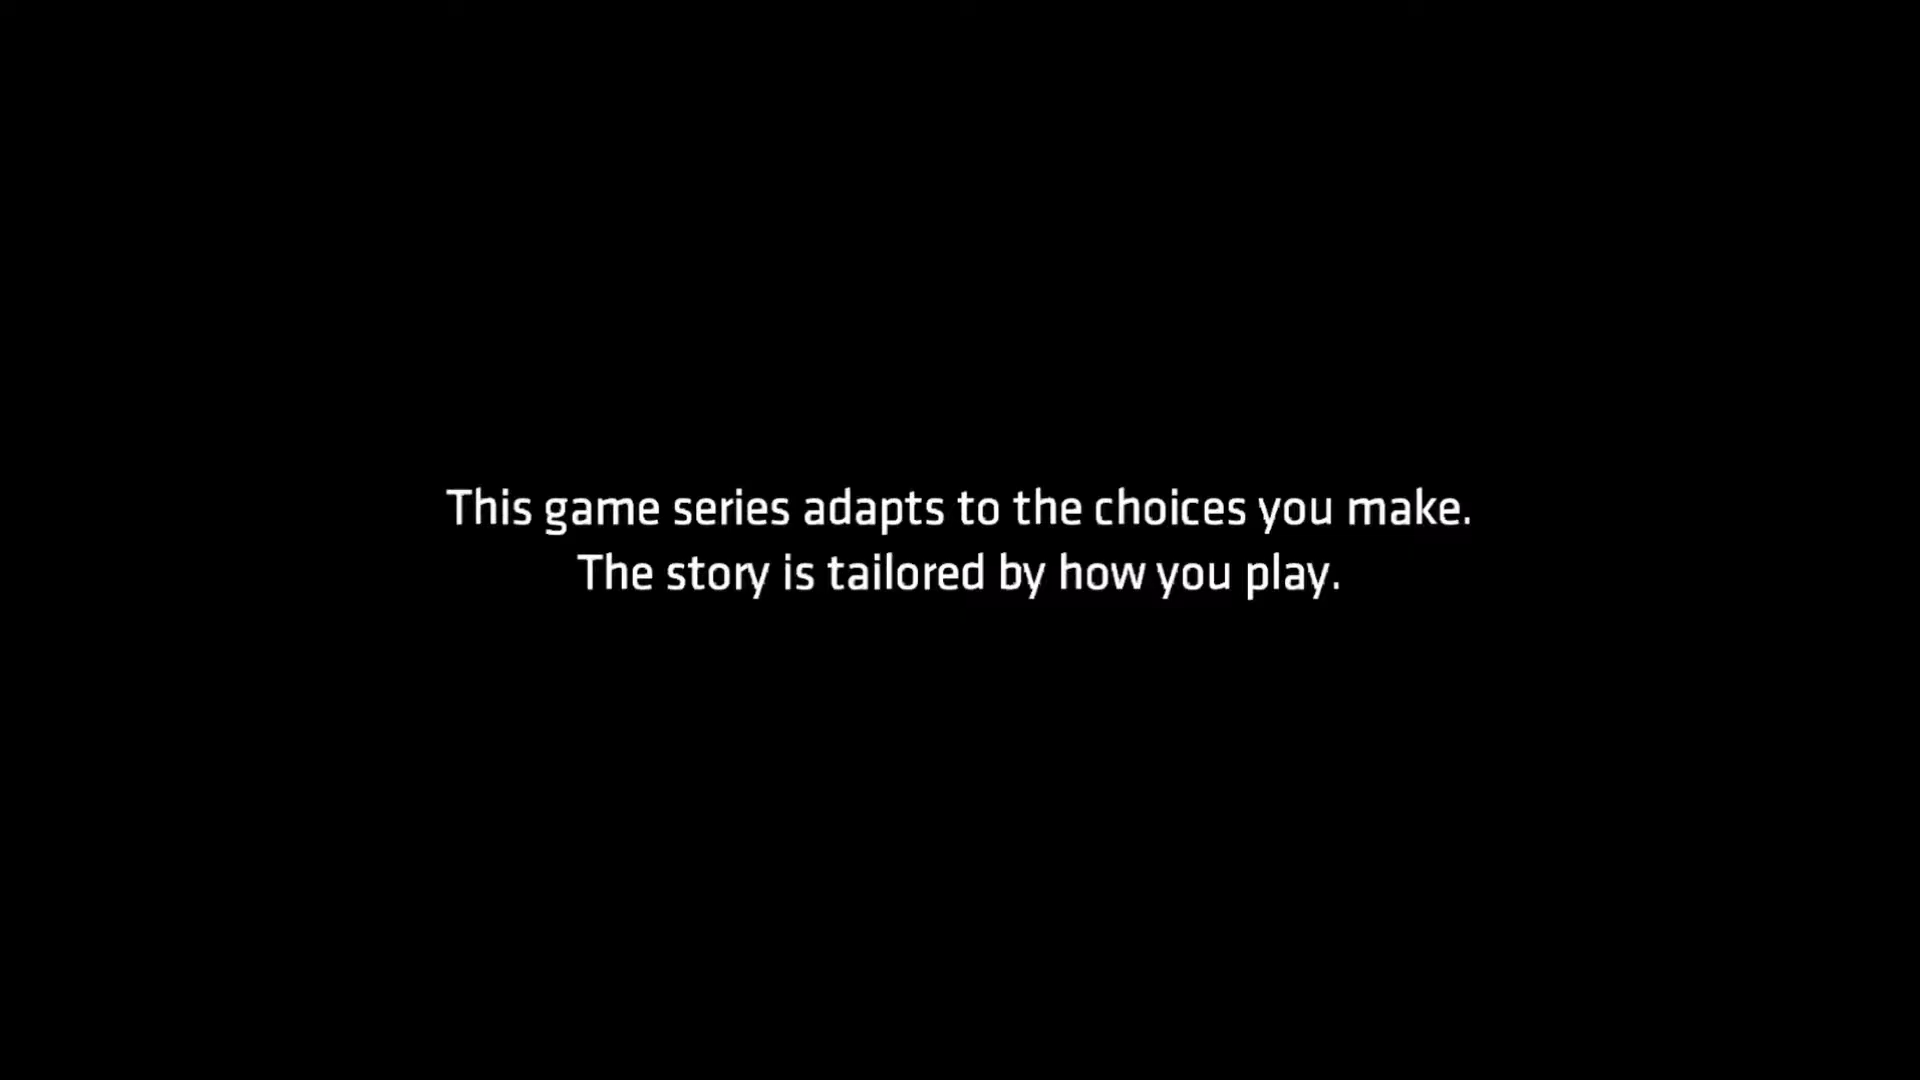 This game series adapts to the choices you make.
The story is tailored by how you play.